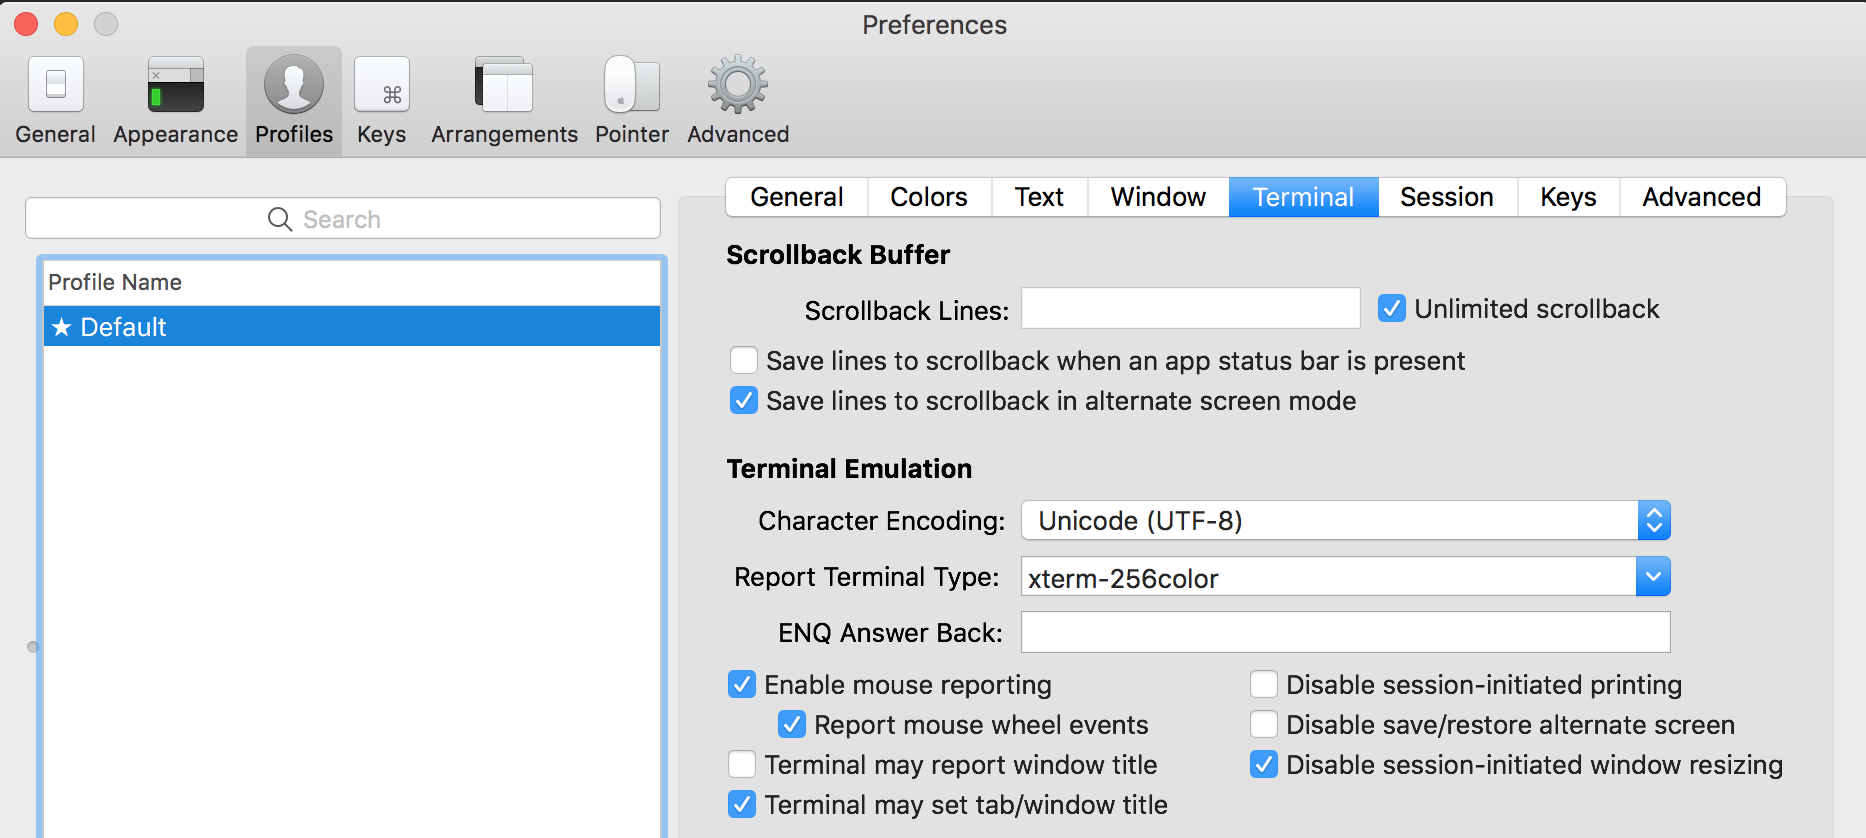 Preferences
General Appearance Profiles Keys Arrangements Pointer Advanced
Search
Profile Name
★ Default
General Colors Text Window Terminal Session Keys Advanced
Scrollback Buffer
Scrollback Lines: Unlimited scrollback
Save lines to scrollback when an app status bar is present
Save lines to scrollback in alternate screen mode
Terminal Emulation
Character Encoding: Unicode (UTF-8)
Report Terminal Type: xterm-256color
ENQ Answer Back:
Enable mouse reporting Disable session-initiated printing
Report mouse wheel events Disable save/restore alternate screen
Terminal may report window title Disable session-initiated window resizing
Terminal may set tab/window title